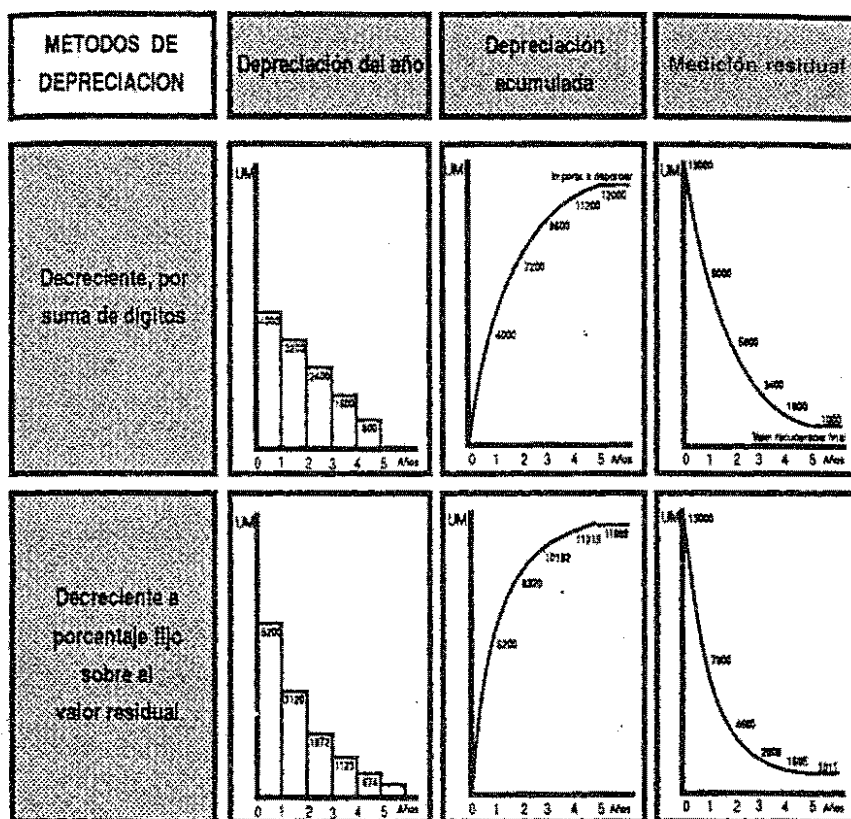 METODOS DE
DEPRECIACION
Depreciación del año
Depreciación
acumulada
Medición residual
Decreciente, por
suma de dígitos
UM
4000
3200
2400
1600
800
0 1 2 3 4 5 Años
UM
Importe a depreciar
12000
11200
9600
7200
4000
0 1 2 3 4 5 Años
UM
13000
9000
5800
3400
1800
1000
Valor recuperable final
0 1 2 3 4 5 Años
Decreciente a
porcentaje fijo
sobre el
valor residual
UM
5200
3120
1872
1123
674
0 1 2 3 4 5 Años
UM
5200
8320
10192
11315
0 1 2 3 4 5 Años
UM
13000
7800
4680
2808
1685
1011
0 1 2 3 4 5 Años